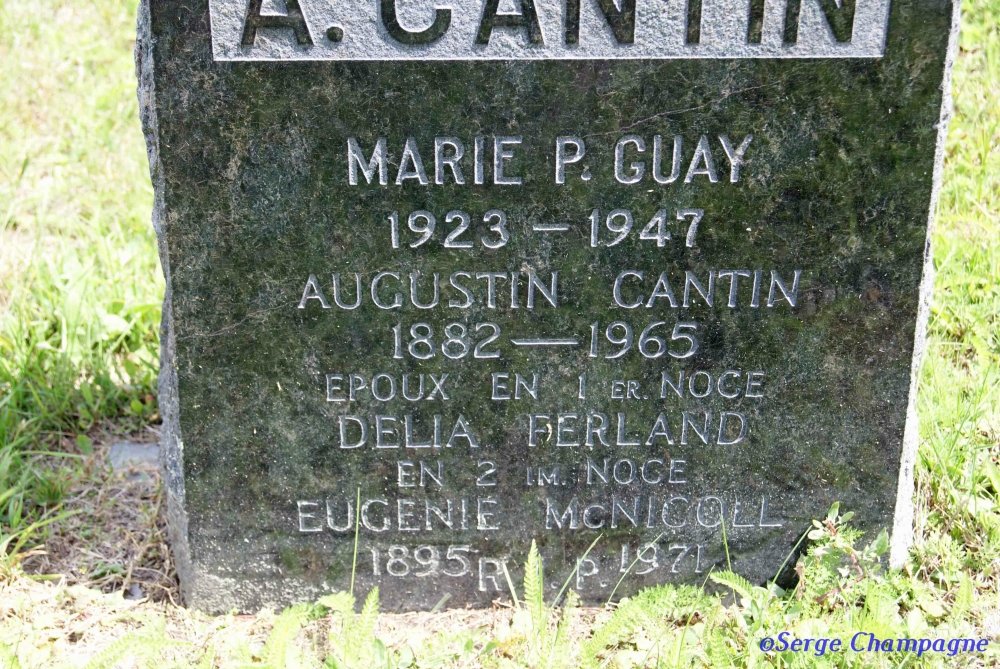 A. CANTIN
MARIE P. GUAY
1923 — 1947
AUGUSTIN CANTIN
1882 — 1965
EPOUX EN 1 ER. NOCE
DELIA FERLAND
EN 2 IM. NOCE
EUGENIE McNICOLL
1895 R. P. 1971
©Serge Champagne